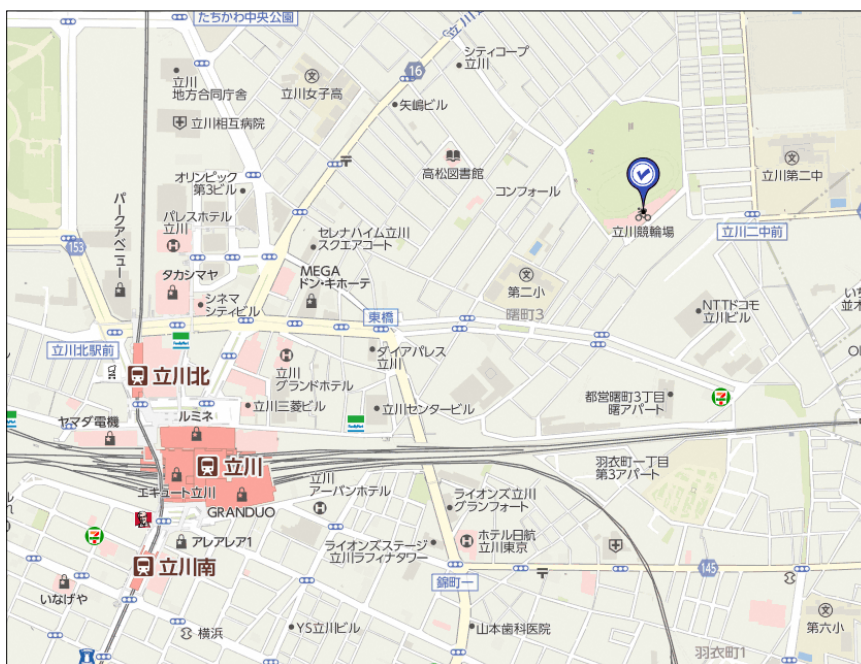 たちかわ中央公園
立川
地方合同庁舎
立川女子高
16
シティコープ
立川
矢嶋ビル
立川相互病院
高松図書館
立川第二中
オリンピック
第3ビル
コンフォール
パークアベニュー
パレスホテル
立川
セレナハイム立川
スクエアコート
立川競輪場
立川二中前
153
タカシマヤ
MEGA
ドン・キホーテ
第二小
シネマ
シティビル
東橋
曙町3
NTTドコモ
立川ビル
い
並木
立川北駅前
ダイアパレス
立川
立川北
立川
グランドホテル
都営曙町3丁目
曙アパート
ルミネ
立川三菱ビル
立川センタービル
ヤマダ電機
立川
エキュート立川
GRANDUO
立川
アーバンホテル
羽衣町一丁目
第3アパート
ライオンズ立川
グランフォート
アレアレア1
ライオンズステージ
立川ラフィナタワー
ホテル日航
立川東京
立川南
145
錦町一
いなげや
横浜
YS立川ビル
山本歯科医院
第六小
羽衣町1